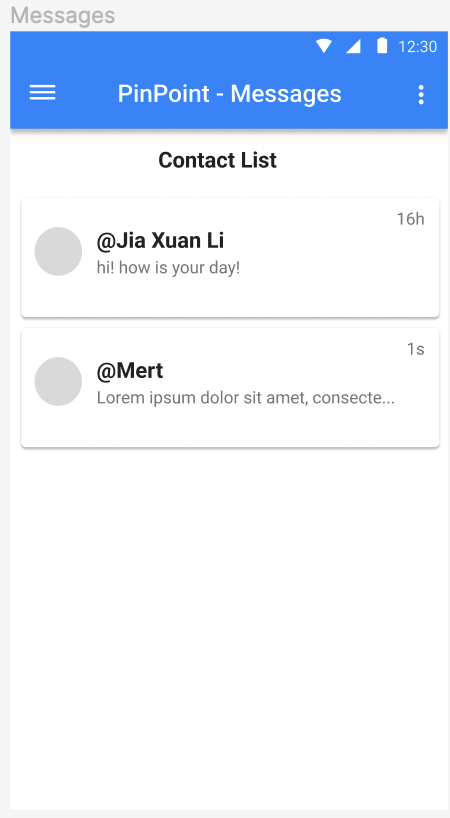 Messages
12:30
PinPoint - Messages
Contact List
16h
@Jia Xuan Li
hi! how is your day!
1s
@Mert
Lorem ipsum dolor sit amet, consecte...